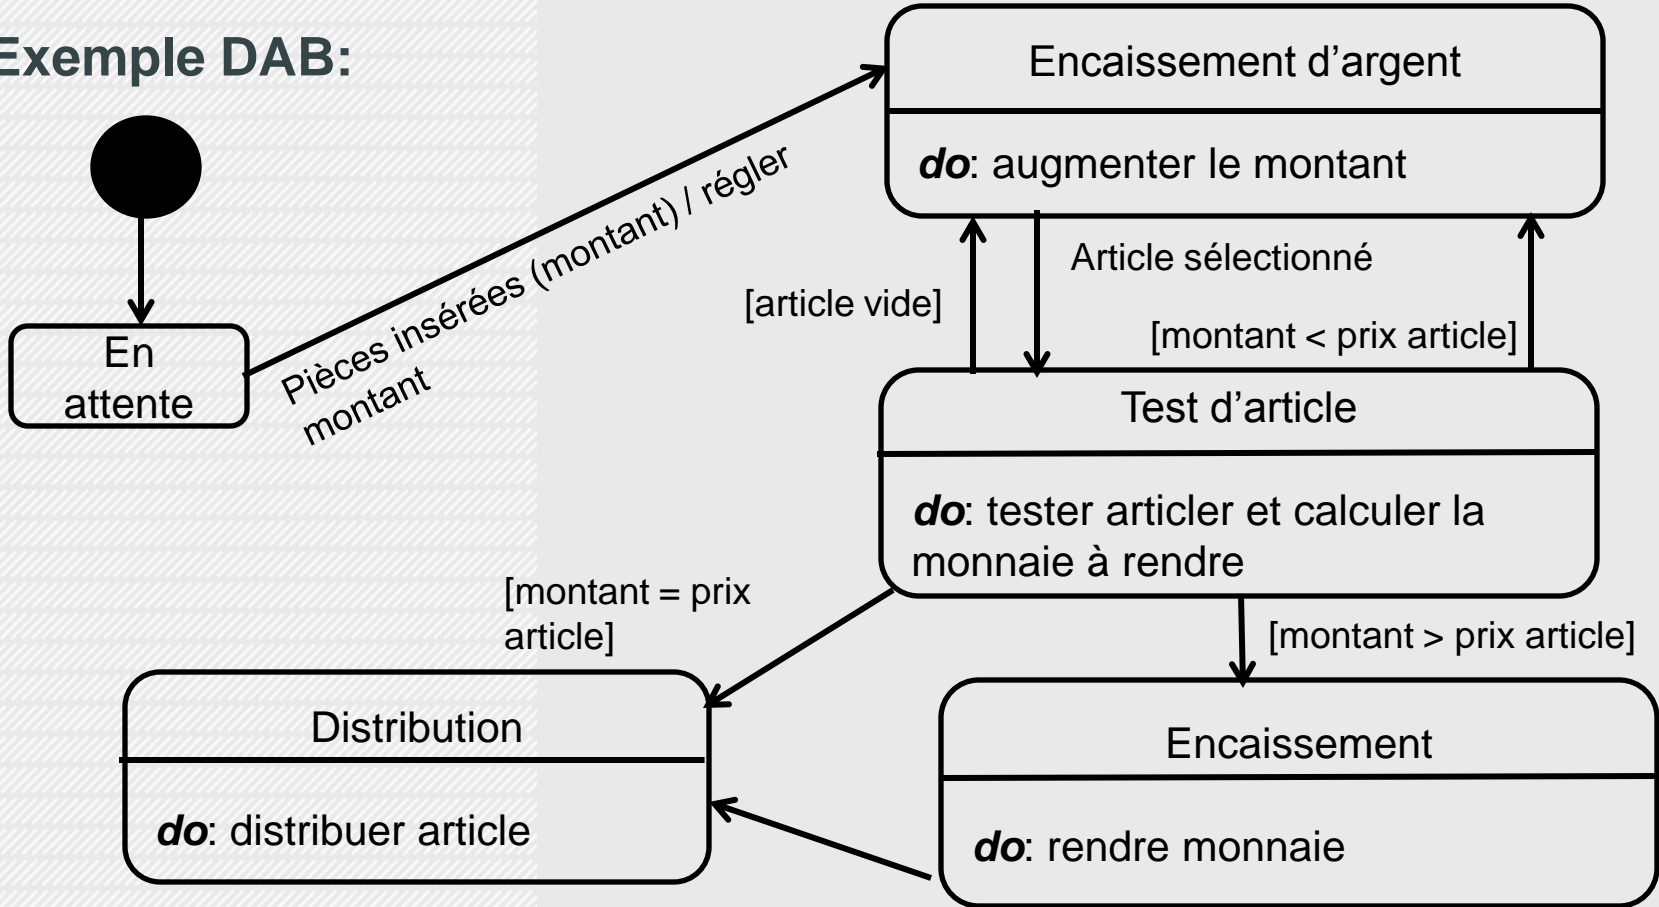 Exemple DAB:
Encaissement d’argent
do: augmenter le montant
Pièces insérées (montant) / régler
montant
En
attente
Article sélectionné
[article vide]
[montant < prix article]
Test d’article
do: tester articler et calculer la
monnaie à rendre
[montant = prix
article]
[montant > prix article]
Distribution
do: distribuer article
Encaissement
do: rendre monnaie